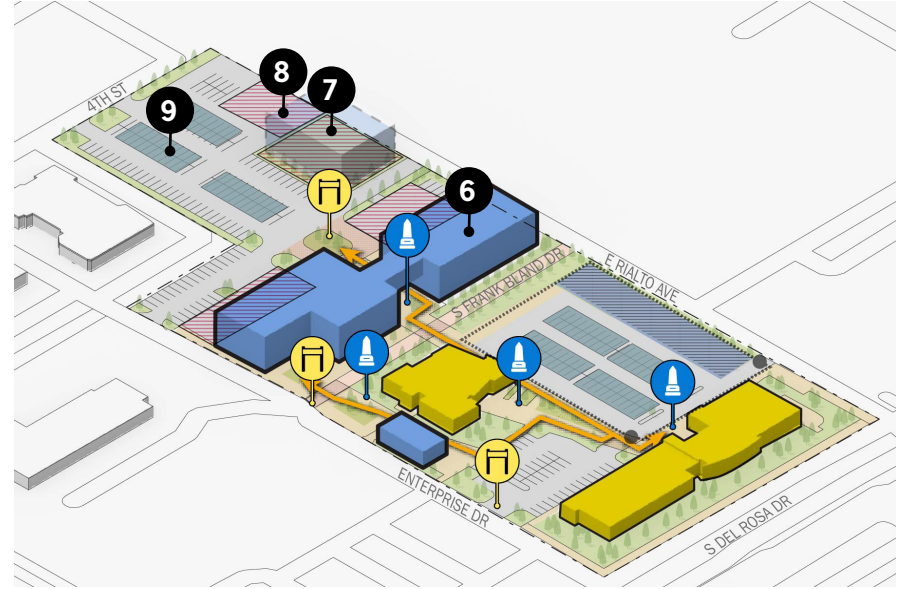 8
7
4TH ST
9
6
S FRANK BLAND DR
E RIALTO AVE
ENTERPRISE DR
S DEL ROSA DR